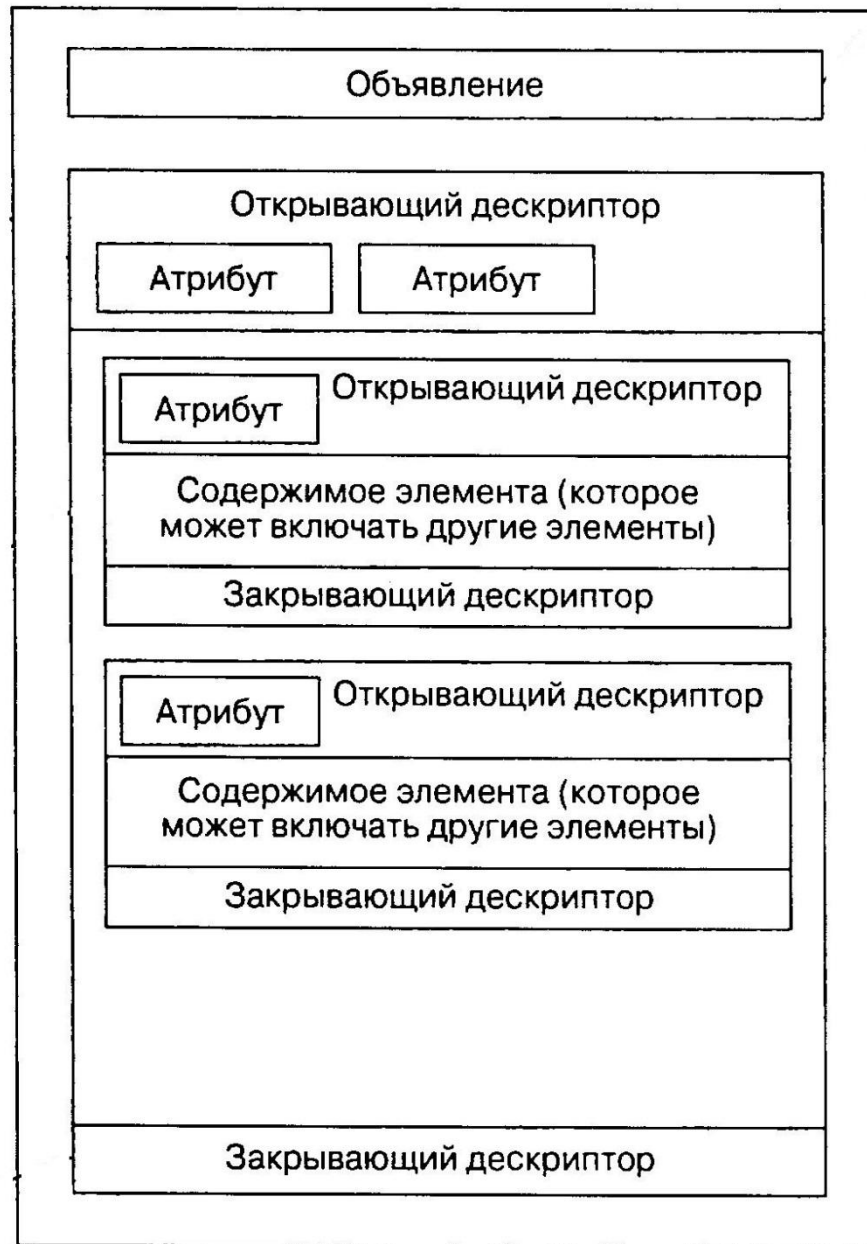 Объявление
Открывающий дескриптор
Атрибут Атрибут
Атрибут Открывающий дескриптор
Содержимое элемента (которое
может включать другие элементы)
Закрывающий дескриптор
Атрибут Открывающий дескриптор
Содержимое элемента (которое
может включать другие элементы)
Закрывающий дескриптор
Закрывающий дескриптор